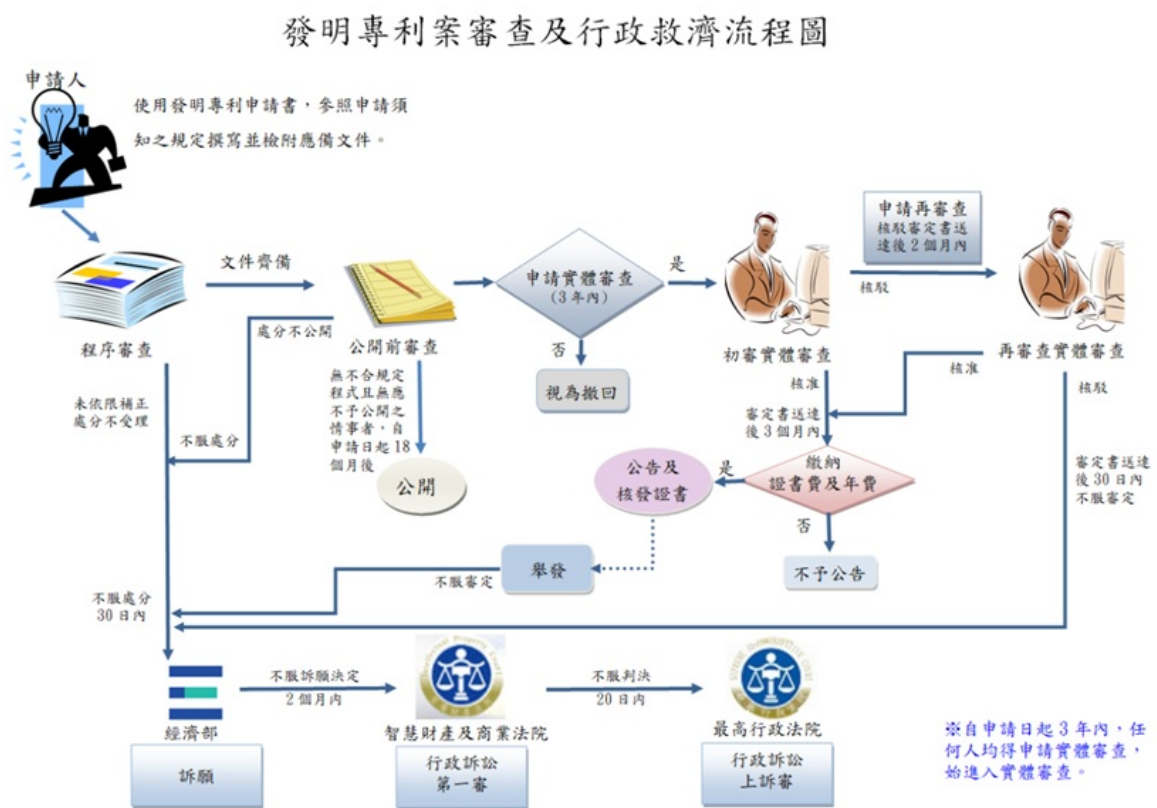 發明專利案審查及行政救濟流程圖
申請人
使用發明專利申請書，參照申請須
知之規定撰寫並檢附應備文件。
申請再審查
核駁審定書送
達後2個月內
文件齊備
申請實體審查
(3年內)
是
核駁
處分不公開
程序審查
公開前審查
否
初審實體審查
再審查實體審查
無不合規定
程式且無應
不予公開之
情事者，自
申請日起18
個月後
視為撤回
核准
核准
核駁
未依限補正
處分不受理
審定書送達
後3個月內
不服處分
公開
公告及
核發證書
是
繳納
證書費及年費
審定書送達
後30日內
不服審定
否
舉發
不服審定
不予公告
不服處分
30日內
不服訴願決定
2個月內
不服判決
20日內
經濟部
智慧財產及商業法院
最高行政法院
訴願
行政訴訟
第一審
行政訴訟
上訴審
※自申請日起3年內，任
何人均得申請實體審查，
始進入實體審查。